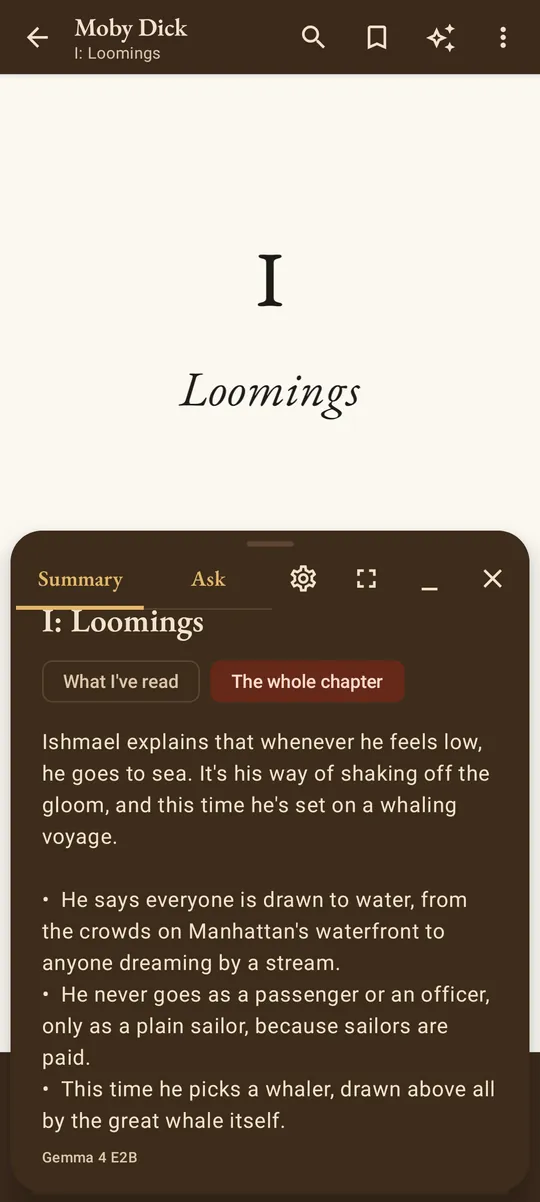 Moby Dick
I: Loomings
I
Loomings
Summary
Ask
I: Loomings
What I've read
The whole chapter
Ishmael explains that whenever he feels low,
he goes to sea. It's his way of shaking off the
gloom, and this time he's set on a whaling
voyage.
• He says everyone is drawn to water, from
the crowds on Manhattan's waterfront to
anyone dreaming by a stream.
• He never goes as a passenger or an officer,
only as a plain sailor, because sailors are
paid.
• This time he picks a whaler, drawn above all
by the great whale itself.
Gemma 4 E2B